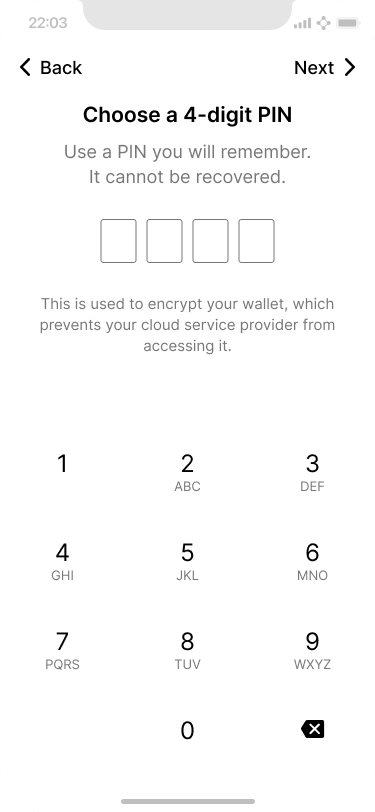 22:03
Back
Next
Choose a 4-digit PIN
Use a PIN you will remember.
It cannot be recovered.
This is used to encrypt your wallet, which
prevents your cloud service provider from
accessing it.
1 2 3
ABC DEF
4 5 6
GHI JKL MNO
7 8 9
PQRS TUV WXYZ
0